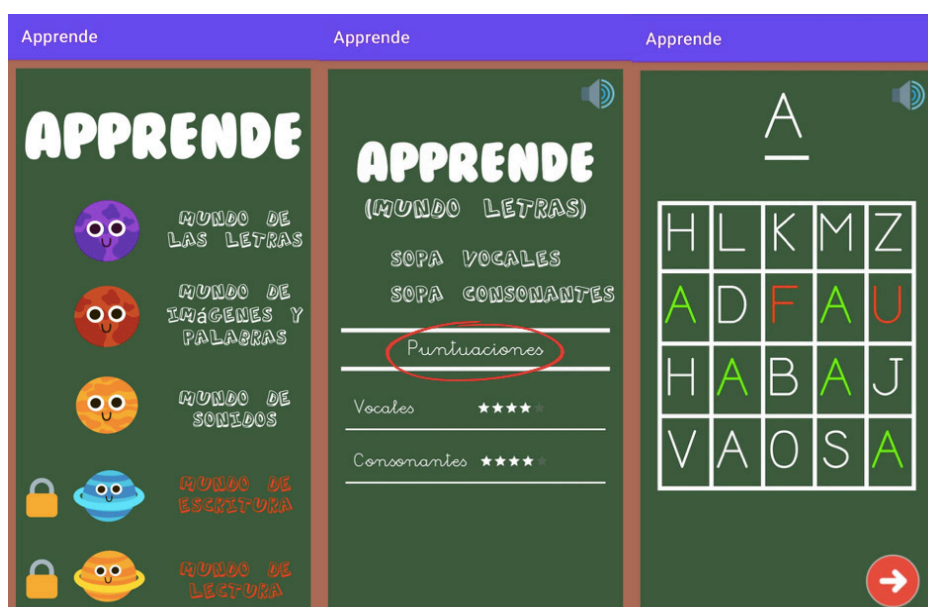 Apprende
APPRENDE
MUNDO DE
LAS LETRAS
MUNDO DE
IMáGENES Y
PALABRAS
MUNDO DE
SONIDOS
MUNDO DE
ESCRITURA
MUNDO DE
LECTURA
Apprende
APPRENDE
(MUNDO LETRAS)
SOPA VOCALES
SOPA CONSONANTES
Puntuaciones
Vocales
Consonantes
Apprende
A
H L K M Z
A D F A U
H A B A J
V A O S A